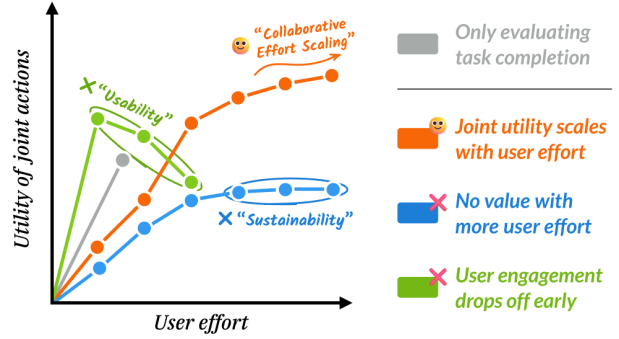 Utility of joint actions
User effort
"Collaborative
Effort Scaling"
"Usability"
"Sustainability"
Only evaluating
task completion
Joint utility scales
with user effort
No value with
more user effort
User engagement
drops off early